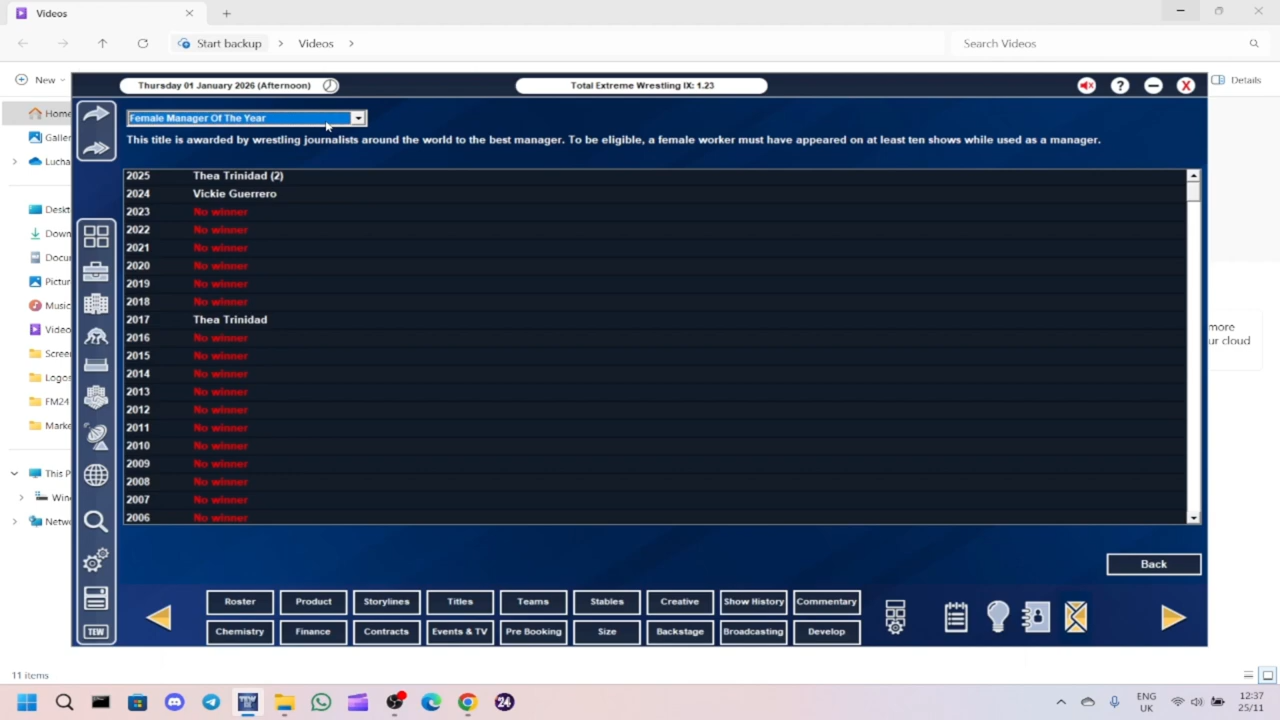 Videos
Start backup
Videos
Search Videos
New
Details
Thursday 01 January 2026 (Afternoon)
Total Extreme Wrestling IX: 1.23
Home
Female Manager Of The Year
Galler
This title is awarded by wrestling journalists around the world to the best manager. To be eligible, a female worker must have appeared on at least ten shows while used as a manager.
Lucha
2025 Thea Trinidad (2)
2024 Vickie Guerrero
2023 No winner
2022 No winner
2021 No winner
2020 No winner
2019 No winner
2018 No winner
2017 Thea Trinidad
2016 No winner
2015 No winner
2014 No winner
2013 No winner
2012 No winner
2011 No winner
2010 No winner
2009 No winner
2008 No winner
2007 No winner
2006 No winner
Deskt
Down
Docu
Pictur
Music
Video
Scree
Logos
FM24
Marke
This P
Wind
Netwo
more
ur cloud
Back
Roster Product Storylines Titles Teams Stables Creative Show History Commentary
Chemistry Finance Contracts Events & TV Pre Booking Size Backstage Broadcasting Develop
TEW
11 items
TEW
24
ENG
UK
12:37
25/11